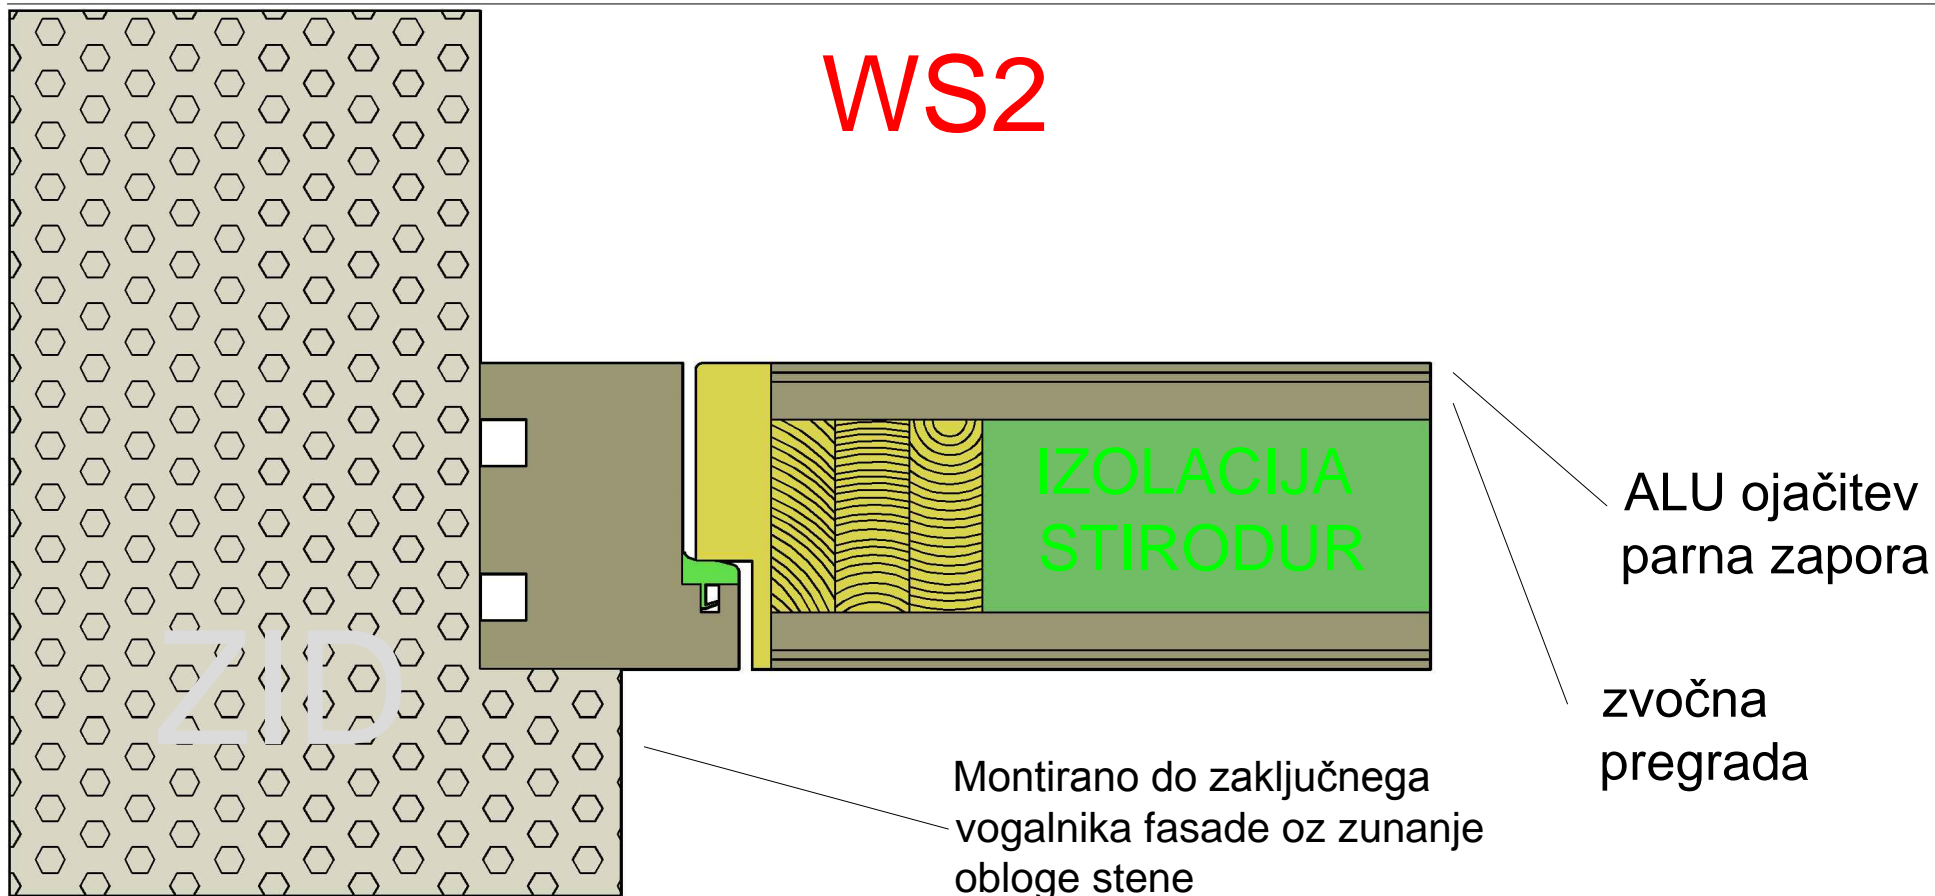 WS2
IZOLACIJA
STIRODUR
ALU ojačitev
parna zapora
ZID
zvočna
pregrada
Montirano do zaključnega
vogalnika fasade oz zunanje
obloge stene